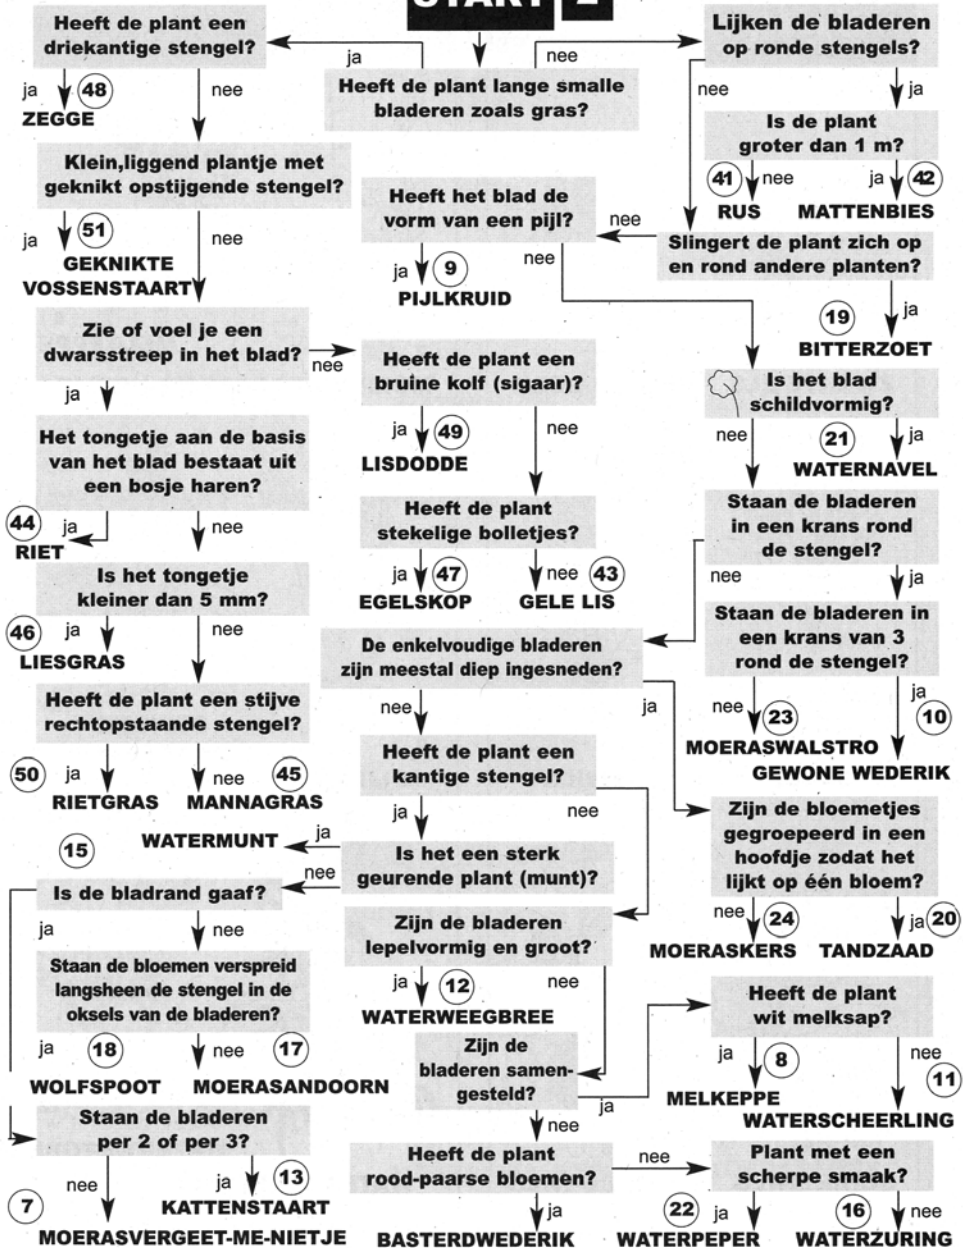 START 2
Heeft de plant een
driekantige stengel?
ja
48
nee
ZEGGE
ja
nee
Heeft de plant lange smalle
bladeren zoals gras?
Lijken de bladeren
op ronde stengels?
nee
ja
Is de plant
groter dan 1 m?
41
nee
ja
42
RUS
MATTENBIES
Klein,liggend plantje met
geknikt opstijgende stengel?
ja
51
nee
GEKNIKTE
VOSSENSTAART
Heeft het blad de
vorm van een pijl?
nee
ja
9
nee
PIJLKRUID
Slingert de plant zich op
en rond andere planten?
19
ja
BITTERZOET
Zie of voel je een
dwarsstreep in het blad?
nee
ja
Heeft de plant een
bruine kolf (sigaar)?
ja
49
nee
LISDODDE
Is het blad
schildvormig?
nee
21
ja
WATERNAVEL
Het tongetje aan de basis
van het blad bestaat uit
een bosje haren?
44
ja
nee
RIET
Heeft de plant
stekelige bolletjes?
ja
47
nee
43
EGELSKOP
GELE LIS
Staan de bladeren
in een krans rond
de stengel?
nee
ja
Is het tongetje
kleiner dan 5 mm?
46
ja
nee
LIESGRAS
De enkelvoudige bladeren
zijn meestal diep ingesneden?
nee
ja
Staan de bladeren in
een krans van 3
rond de stengel?
nee
23
ja
10
MOERASWALSTRO
GEWONE WEDERIK
Heeft de plant een stijve
rechtopstaande stengel?
50
ja
nee
45
RIETGRAS
MANNAGRAS
Heeft de plant een
kantige stengel?
ja
nee
Zijn de bloemetjes
gegroepeerd in een
hoofdje zodat het
lijkt op één bloem?
nee
24
ja
20
MOERASKERS
TANDZAAD
15
WATERMUNT
ja
Is het een sterk
geurende plant (munt)?
nee
Is de bladrand gaaf?
ja
nee
Zijn de bladeren
lepelvormig en groot?
ja
12
nee
WATERWEEGBREE
Staan de bloemen verspreid
langsheen de stengel in de
oksels van de bladeren?
ja
18
nee
17
WOLFSPOOT
MOERASANDOORN
Zijn de
bladeren samen-
gesteld?
ja
nee
Heeft de plant
wit melksap?
ja
8
nee
11
MELKEPPE
WATERSCHEERLING
Staan de bladeren
per 2 of per 3?
7
nee
ja
13
KATTENSTAART
MOERASVERGEET-ME-NIETJE
Heeft de plant
rood-paarse bloemen?
nee
ja
BASTERDWEDERIK
Plant met een
scherpe smaak?
22
ja
16
nee
WATERPEPER
WATERZURING